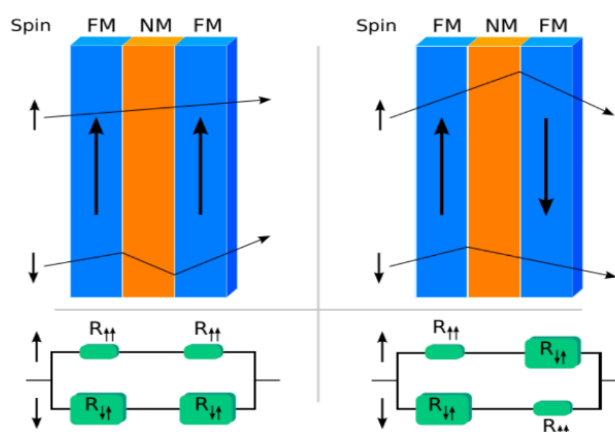 Spin FM NM FM
Spin FM NM FM
R↑↑ R↑↑
R↓↑ R↓↑
R↑↑ R↓↑
R↓↑ R↑↑